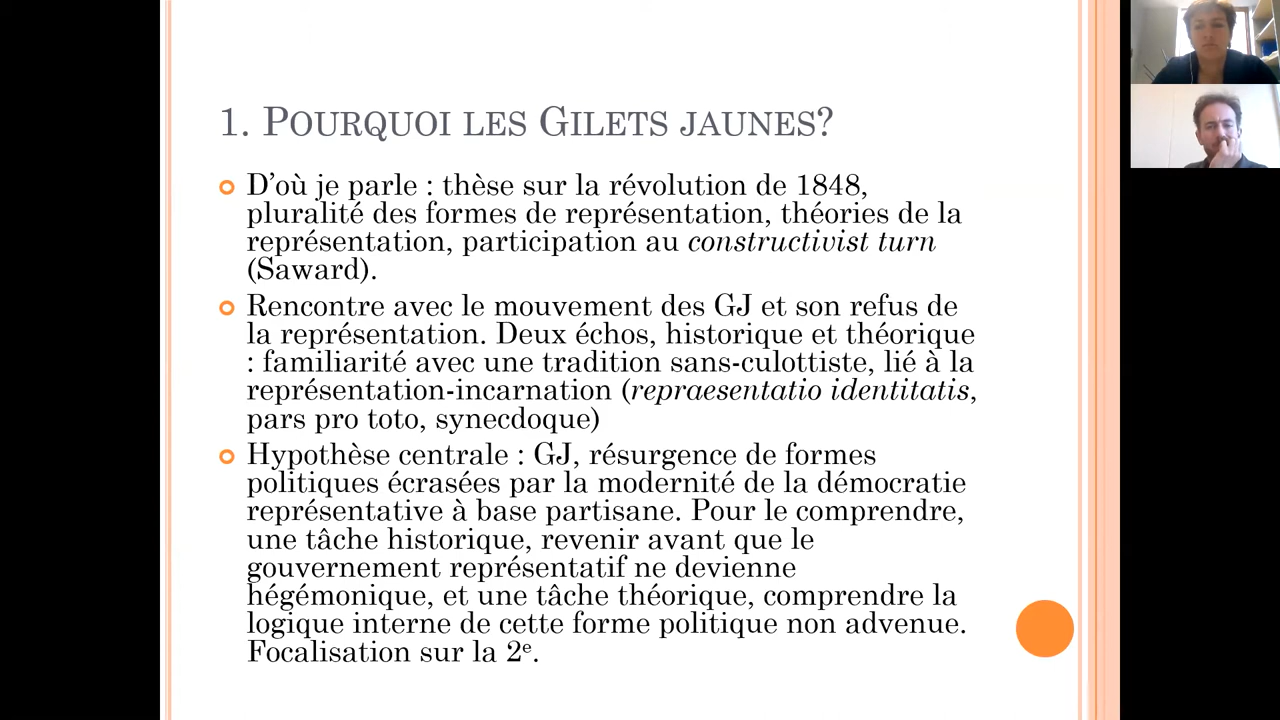 1. Pourquoi les Gilets jaunes?
D’où je parle : thèse sur la révolution de 1848,
pluralité des formes de représentation, théories de la
représentation, participation au constructivist turn
(Saward).
Rencontre avec le mouvement des GJ et son refus de
la représentation. Deux échos, historique et théorique
: familiarité avec une tradition sans-culottiste, lié à la
représentation-incarnation (repraesentatio identitatis,
pars pro toto, synecdoque)
Hypothèse centrale : GJ, résurgence de formes
politiques écrasées par la modernité de la démocratie
représentative à base partisane. Pour le comprendre,
une tâche historique, revenir avant que le
gouvernement représentatif ne devienne
hégémonique, et une tâche théorique, comprendre la
logique interne de cette forme politique non advenue.
Focalisation sur la 2ᵉ.